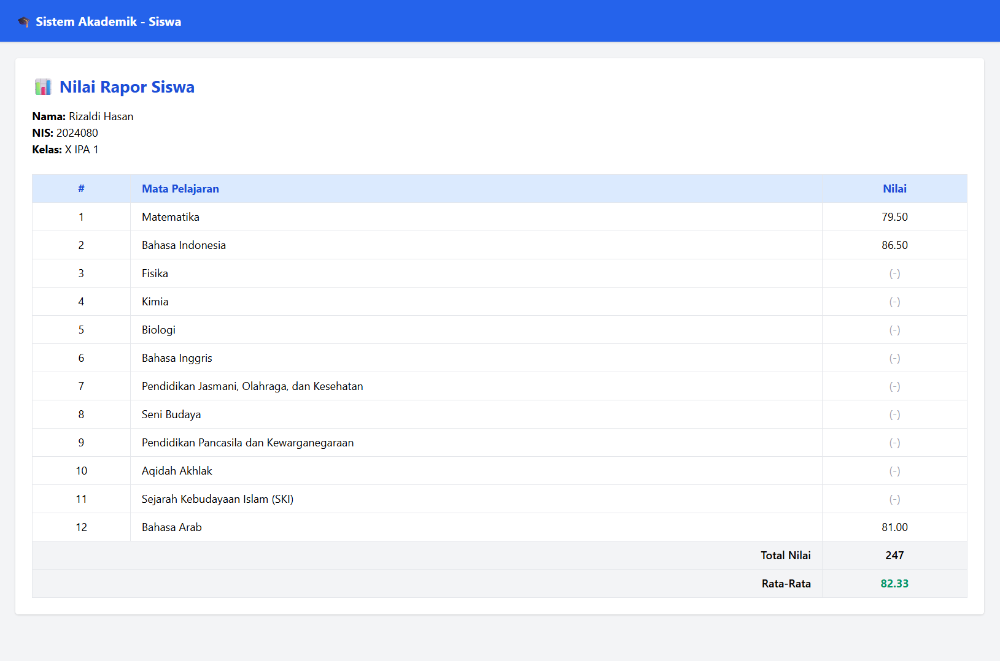 Sistem Akademik - Siswa
Nilai Rapor Siswa
Nama: Rizaldi Hasan
NIS: 2024080
Kelas: X IPA 1
# Mata Pelajaran Nilai
1 Matematika 79.50
2 Bahasa Indonesia 86.50
3 Fisika (-)
4 Kimia (-)
5 Biologi (-)
6 Bahasa Inggris (-)
7 Pendidikan Jasmani, Olahraga, dan Kesehatan (-)
8 Seni Budaya (-)
9 Pendidikan Pancasila dan Kewarganegaraan (-)
10 Aqidah Akhlak (-)
11 Sejarah Kebudayaan Islam (SKI) (-)
12 Bahasa Arab 81.00
Total Nilai 247
Rata-Rata 82.33